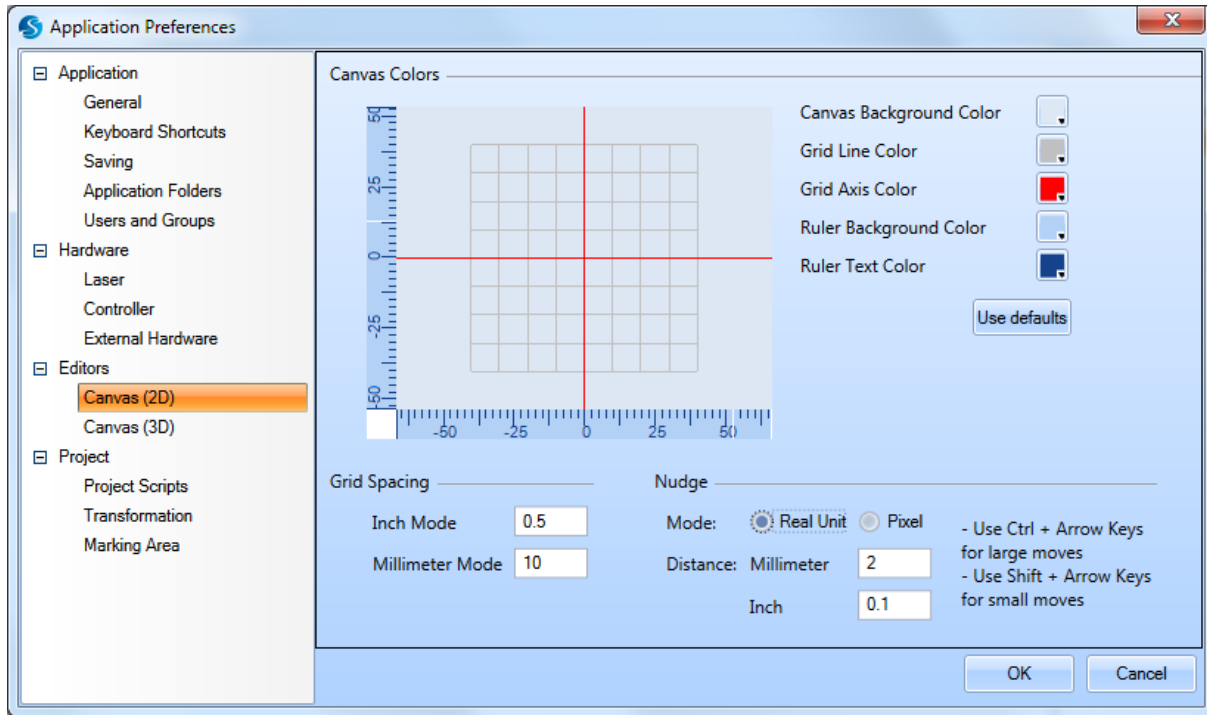 Application Preferences
Application
General
Keyboard Shortcuts
Saving
Application Folders
Users and Groups
Hardware
Laser
Controller
External Hardware
Editors
Canvas (2D)
Canvas (3D)
Project
Project Scripts
Transformation
Marking Area
Canvas Colors
50
25
0
-25
-50
-50 -25 0 25 50
Canvas Background Color
Grid Line Color
Grid Axis Color
Ruler Background Color
Ruler Text Color
Use defaults
Grid Spacing
Inch Mode 0.5
Millimeter Mode 10
Nudge
Mode: Real Unit Pixel
Distance: Millimeter 2
Inch 0.1
- Use Ctrl + Arrow Keys
for large moves
- Use Shift + Arrow Keys
for small moves
OK Cancel